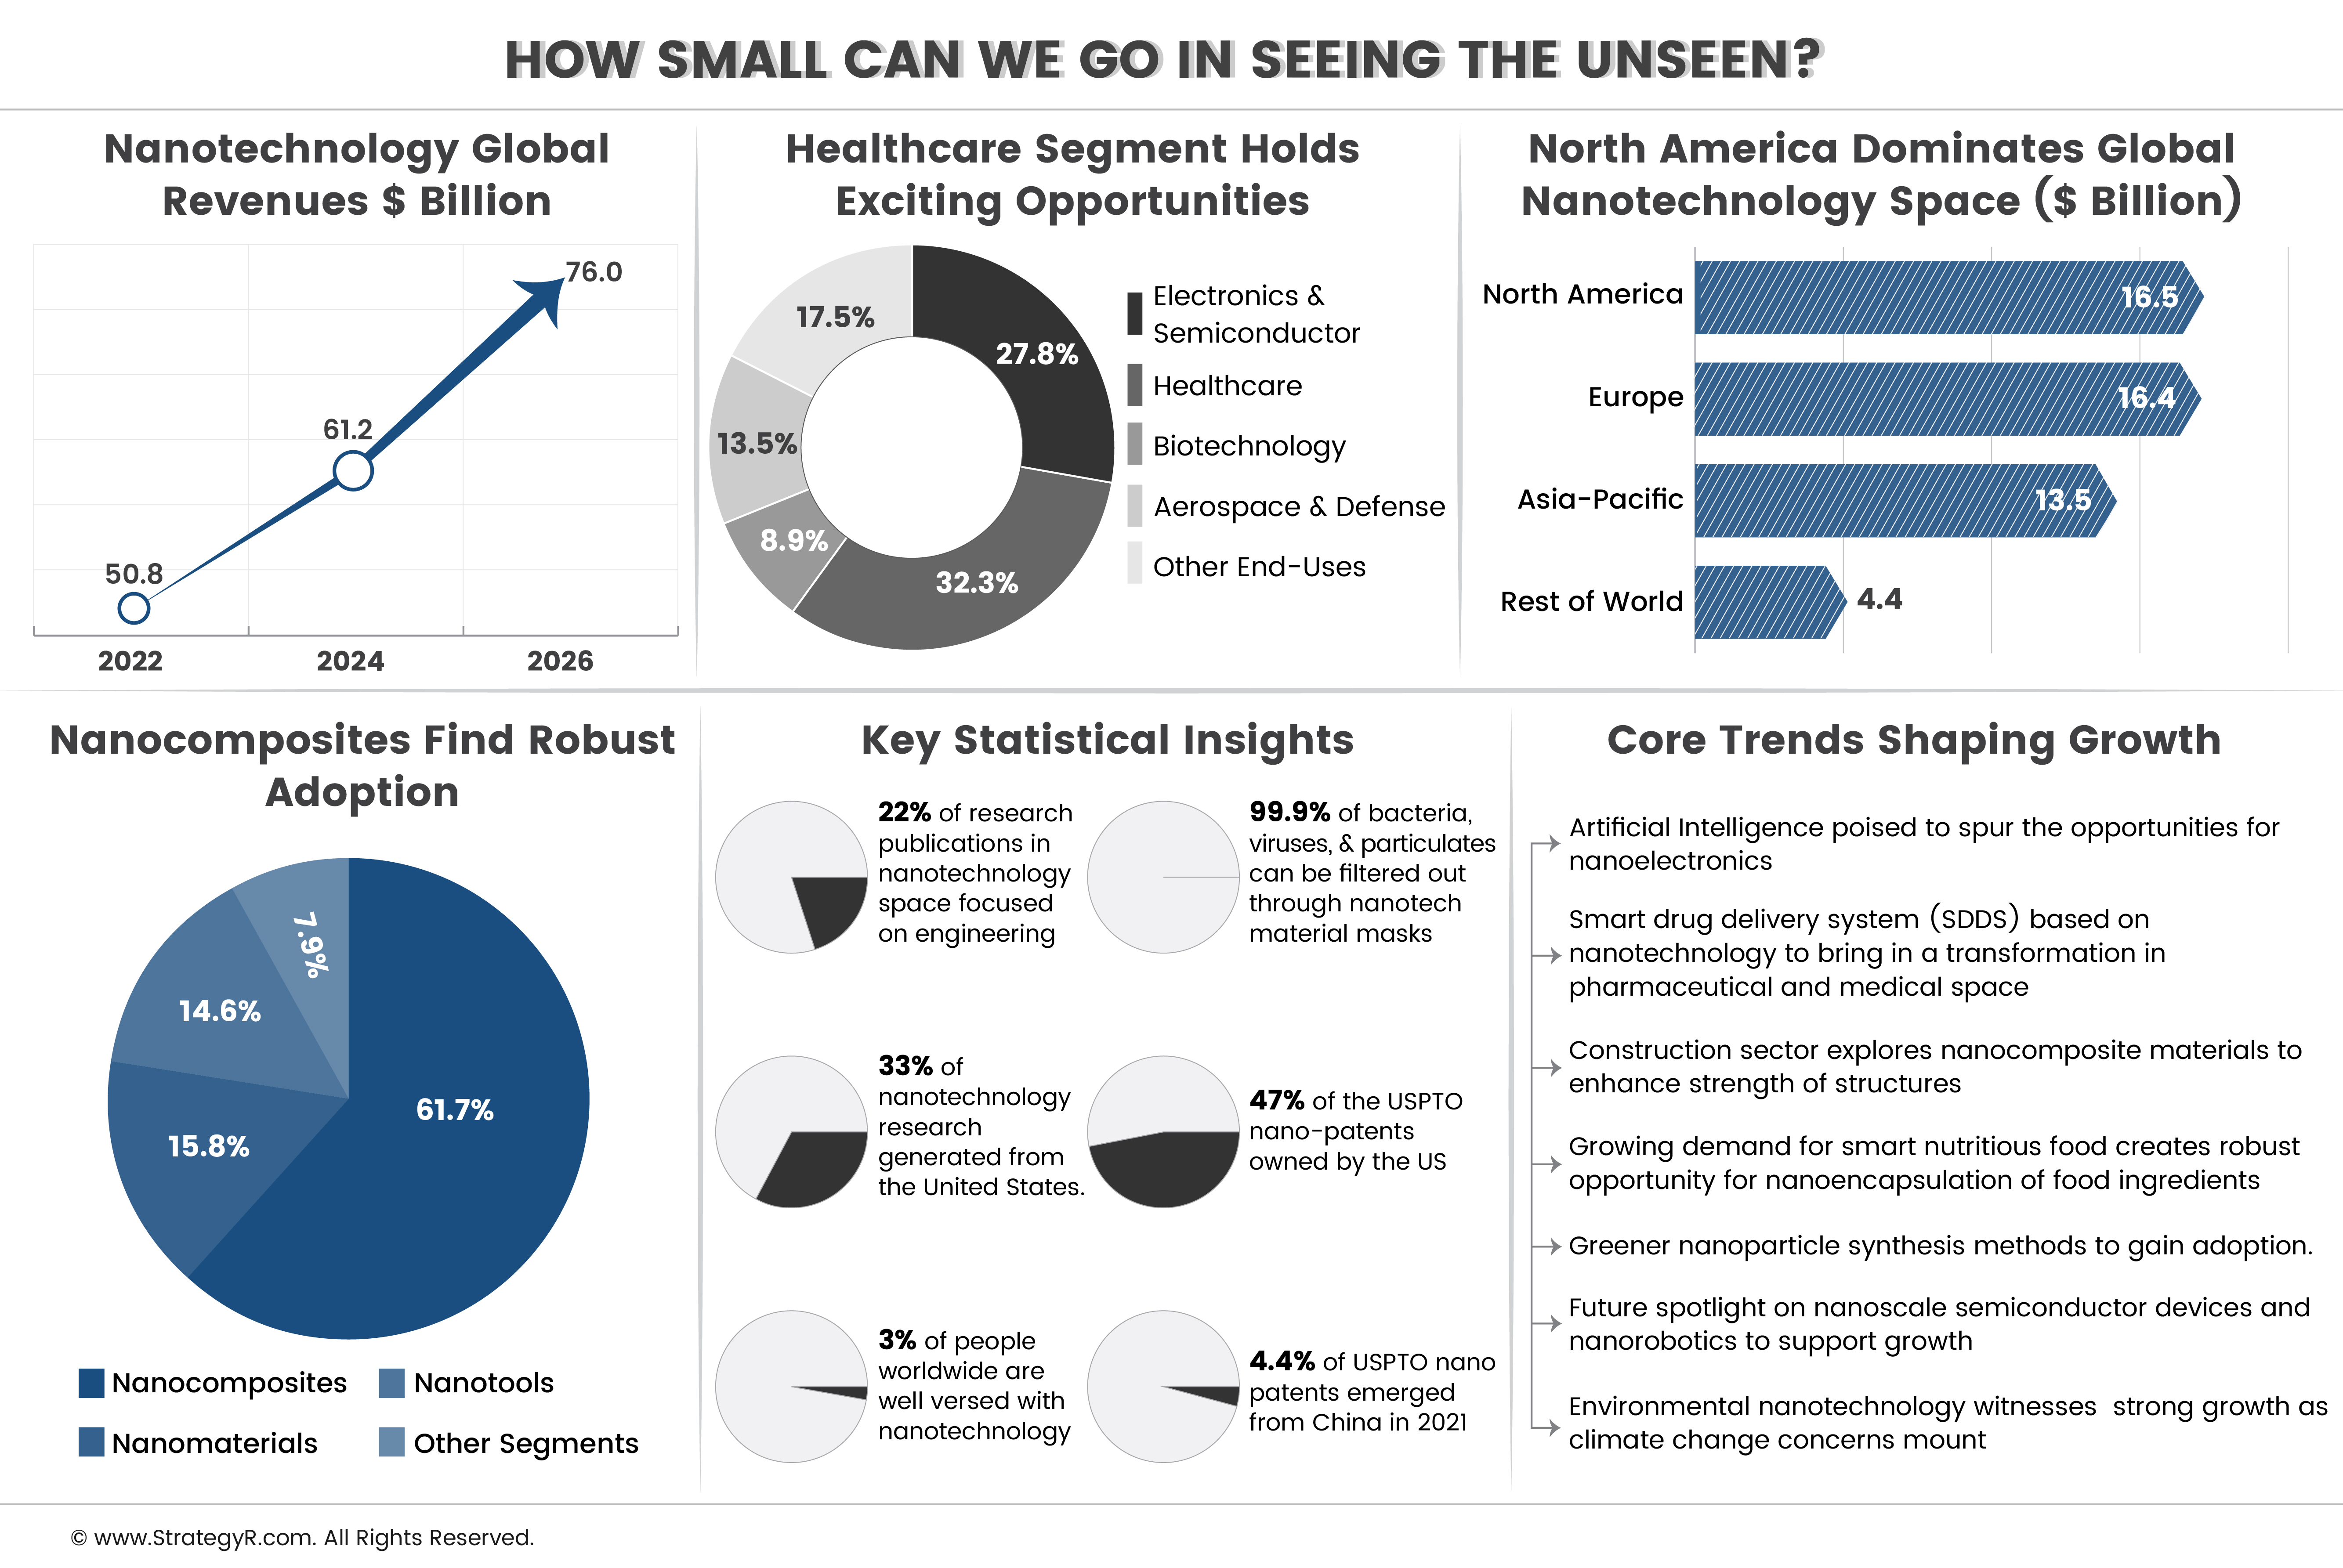 HOW SMALL CAN WE GO IN SEEING THE UNSEEN?
Nanotechnology Global
Revenues $ Billion
76.0
61.2
50.8
2022
2024
2026
Healthcare Segment Holds
Exciting Opportunities
17.5%
27.8%
13.5%
8.9%
32.3%
Electronics &
Semiconductor
Healthcare
Biotechnology
Aerospace & Defense
Other End-Uses
North America Dominates Global
Nanotechnology Space ($ Billion)
North America
16.5
Europe
16.4
Asia-Pacific
13.5
Rest of World
4.4
Nanocomposites Find Robust
Adoption
7.9%
14.6%
61.7%
15.8%
Nanocomposites
Nanotools
Nanomaterials
Other Segments
Key Statistical Insights
22% of research
publications in
nanotechnology
space focused
on engineering
99.9% of bacteria,
viruses, & particulates
can be filtered out
through nanotech
material masks
33% of
nanotechnology
research
generated from
the United States.
47% of the USPTO
nano-patents
owned by the US
3% of people
worldwide are
well versed with
nanotechnology
4.4% of USPTO nano
patents emerged
from China in 2021
Core Trends Shaping Growth
Artificial Intelligence poised to spur the opportunities for
nanoelectronics
Smart drug delivery system (SDDS) based on
nanotechnology to bring in a transformation in
pharmaceutical and medical space
Construction sector explores nanocomposite materials to
enhance strength of structures
Growing demand for smart nutritious food creates robust
opportunity for nanoencapsulation of food ingredients
Greener nanoparticle synthesis methods to gain adoption.
Future spotlight on nanoscale semiconductor devices and
nanorobotics to support growth
Environmental nanotechnology witnesses  strong growth as
climate change concerns mount
© www.StrategyR.com. All Rights Reserved.